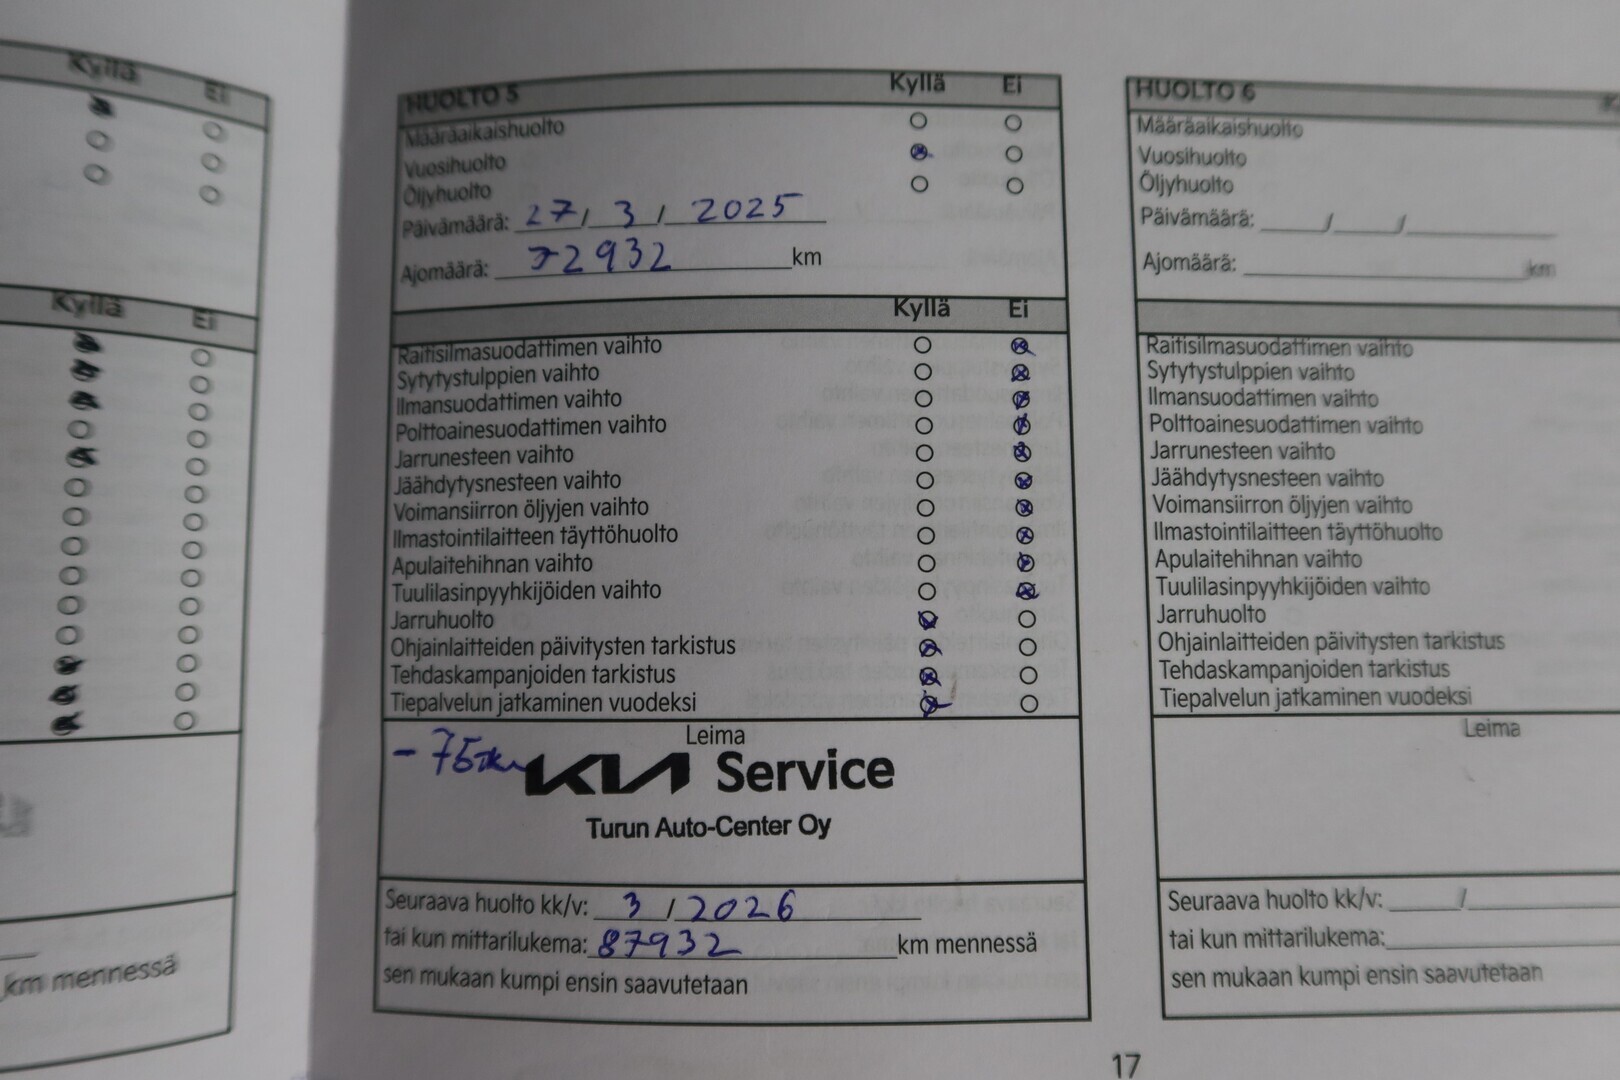 Kyllä Ei
Kyllä Ei
km mennessä
HUOLTO 5 Kyllä Ei
Määräaikaishuolto
Vuosihuolto
Öljyhuolto
Päivämäärä: 27 / 3 / 2025
Ajomäärä: 72932 km
Kyllä Ei
Raitisilmasuodattimen vaihto
Sytytystulppien vaihto
Ilmansuodattimen vaihto
Polttoainesuodattimen vaihto
Jarrunesteen vaihto
Jäähdytysnesteen vaihto
Voimansiirron öljyjen vaihto
Ilmastointilaitteen täyttöhuolto
Apulaitehihnan vaihto
Tuulilasinpyyhkijöiden vaihto
Jarruhuolto
Ohjainlaitteiden päivitysten tarkistus
Tehdaskampanjoiden tarkistus
Tiepalvelun jatkaminen vuodeksi
Leima
KIA Service
Turun Auto-Center Oy
Seuraava huolto kk/v: 3 / 2026
tai kun mittarilukema: 87932 km mennessä
sen mukaan kumpi ensin saavutetaan
HUOLTO 6
Määräaikaishuolto
Vuosihuolto
Öljyhuolto
Päivämäärä: / /
Ajomäärä: km
Raitisilmasuodattimen vaihto
Sytytystulppien vaihto
Ilmansuodattimen vaihto
Polttoainesuodattimen vaihto
Jarrunesteen vaihto
Jäähdytysnesteen vaihto
Voimansiirron öljyjen vaihto
Ilmastointilaitteen täyttöhuolto
Apulaitehihnan vaihto
Tuulilasinpyyhkijöiden vaihto
Jarruhuolto
Ohjainlaitteiden päivitysten tarkistus
Tehdaskampanjoiden tarkistus
Tiepalvelun jatkaminen vuodeksi
Leima
Seuraava huolto kk/v: /
tai kun mittarilukema:
sen mukaan kumpi ensin saavutetaan
17